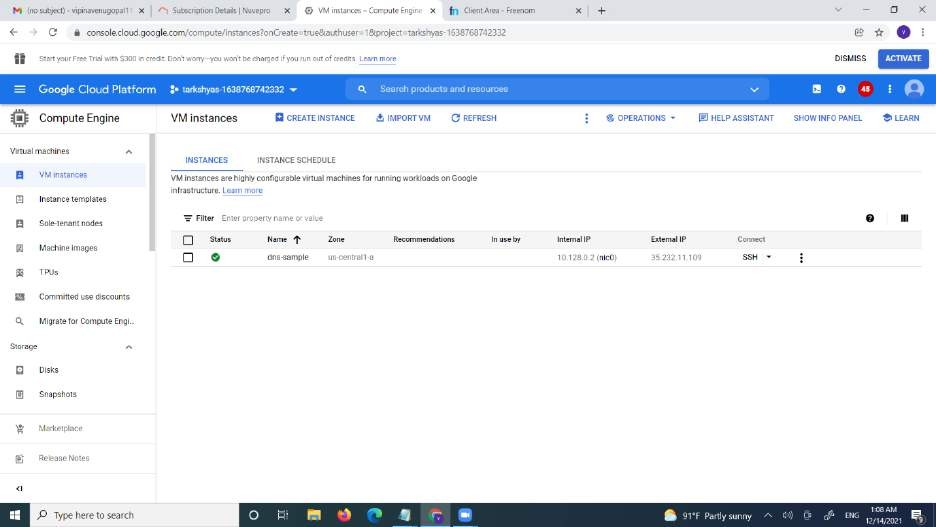 (no subject) - vipinavenugopal11
Subscription Details | Nuvepro
VM instances – Compute Engine
Client Area - Freenom
console.cloud.google.com/compute/instances?onCreate=true&authuser=1&project=tarkshyas-1638768742332
V
Start your Free Trial with $300 in credit. Don't worry—you won't be charged if you run out of credits. Learn more
DISMISS
ACTIVATE
Google Cloud Platform
tarkshyas-1638768742332
Search products and resources
45
Compute Engine
VM instances
CREATE INSTANCE
IMPORT VM
REFRESH
OPERATIONS
HELP ASSISTANT
SHOW INFO PANEL
LEARN
Virtual machines
VM instances
Instance templates
Sole-tenant nodes
Machine images
TPUs
Committed use discounts
Migrate for Compute Engi...
Storage
Disks
Snapshots
Marketplace
Release Notes
INSTANCES
INSTANCE SCHEDULE
VM instances are highly configurable virtual machines for running workloads on Google
infrastructure. Learn more
Filter Enter property name or value
Status Name Zone Recommendations In use by Internal IP External IP Connect
dns-sample us-central1-a 10.128.0.2 (nic0) 35.232.11.109 SSH
Type here to search
91°F Partly sunny
ENG
1:08 AM
12/14/2021